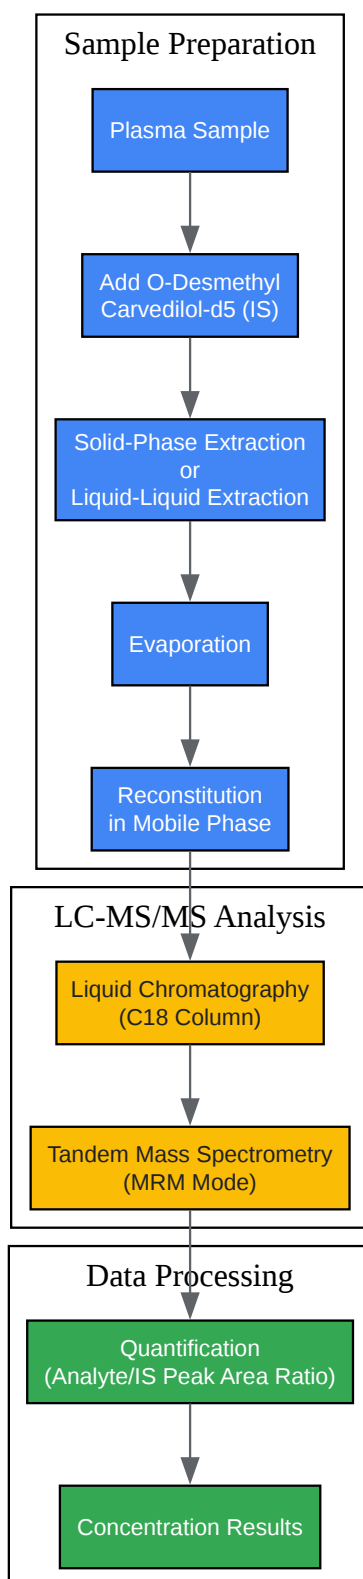 Sample Preparation
Plasma Sample
Add O-Desmethyl
Carvedilol-d5 (IS)
Solid-Phase Extraction
or
Liquid-Liquid Extraction
Evaporation
Reconstitution
in Mobile Phase
LC-MS/MS Analysis
Liquid Chromatography
(C18 Column)
Tandem Mass Spectrometry
(MRM Mode)
Data Processing
Quantification
(Analyte/IS Peak Area Ratio)
Concentration Results